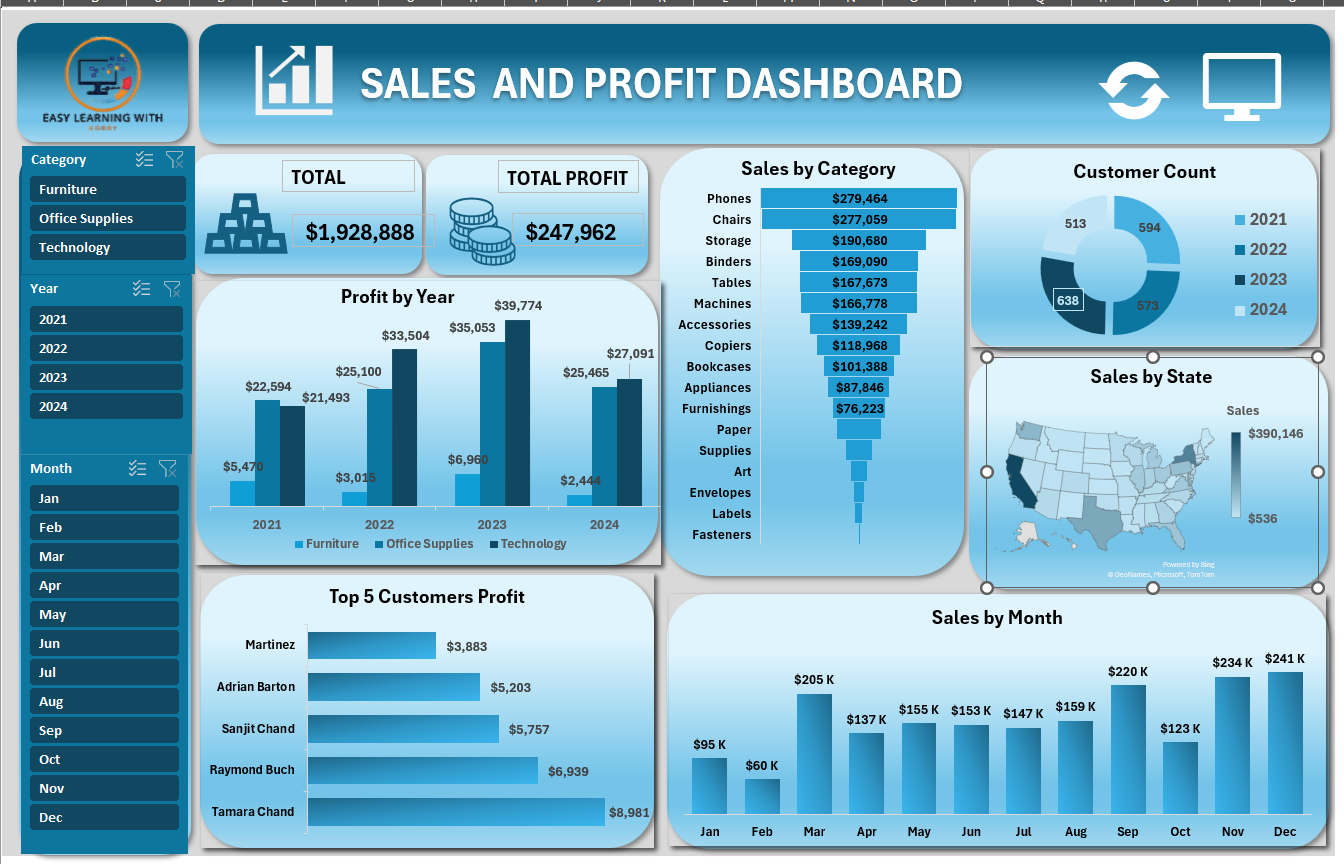 EASY LEARNING WITH
SALES AND PROFIT DASHBOARD
Category
Furniture
Office Supplies
Technology
Year
2021
2022
2023
2024
Month
Jan
Feb
Mar
Apr
May
Jun
Jul
Aug
Sep
Oct
Nov
Dec
TOTAL
$1,928,888
TOTAL PROFIT
$247,962
Profit by Year
$5,470
$22,594
$21,493
$3,015
$25,100
$33,504
$6,960
$35,053
$39,774
$2,444
$25,465
$27,091
2021
2022
2023
2024
Furniture
Office Supplies
Technology
Top 5 Customers Profit
Martinez $3,883
Adrian Barton $5,203
Sanjit Chand $5,757
Raymond Buch $6,939
Tamara Chand $8,981
Sales by Category
Phones $279,464
Chairs $277,059
Storage $190,680
Binders $169,090
Tables $167,673
Machines $166,778
Accessories $139,242
Copiers $118,968
Bookcases $101,388
Appliances $87,846
Furnishings $76,223
Paper
Supplies
Art
Envelopes
Labels
Fasteners
Customer Count
513
594
638
573
2021
2022
2023
2024
Sales by State
Sales
$390,146
$536
Powered by Bing
© GeoNames, Microsoft, TomTom
Sales by Month
$95 K
$60 K
$205 K
$137 K
$155 K
$153 K
$147 K
$159 K
$220 K
$123 K
$234 K
$241 K
Jan
Feb
Mar
Apr
May
Jun
Jul
Aug
Sep
Oct
Nov
Dec